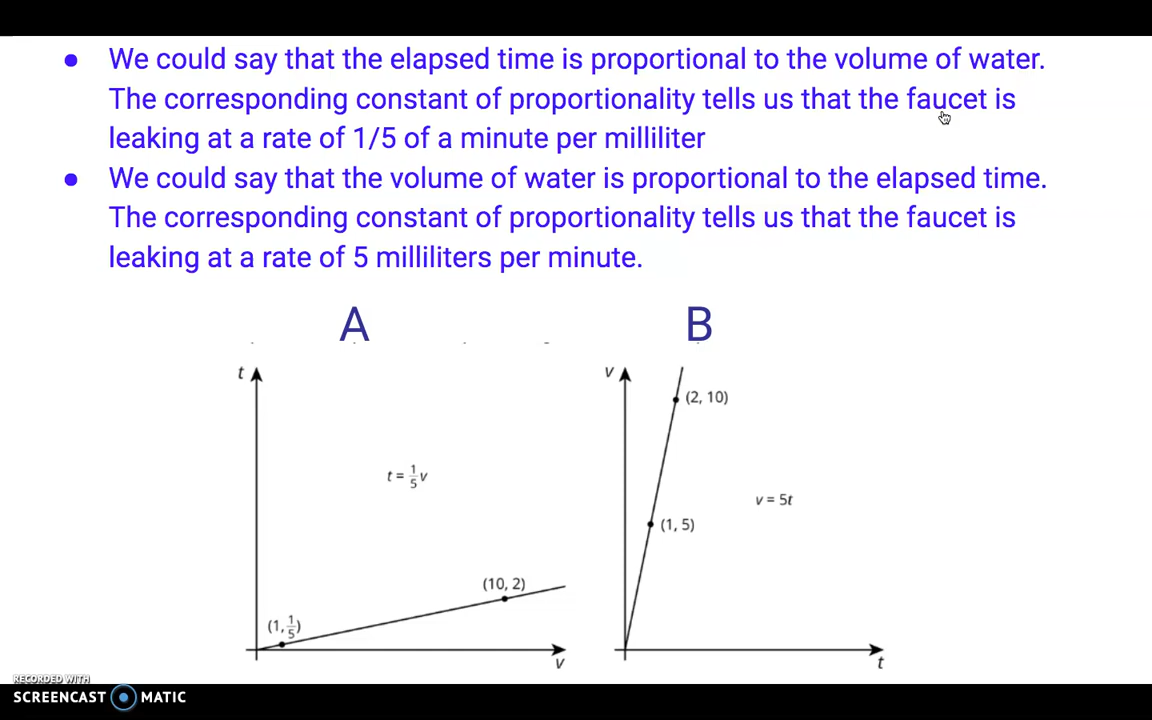 We could say that the elapsed time is proportional to the volume of water.
The corresponding constant of proportionality tells us that the faucet is
leaking at a rate of 1/5 of a minute per milliliter
We could say that the volume of water is proportional to the elapsed time.
The corresponding constant of proportionality tells us that the faucet is
leaking at a rate of 5 milliliters per minute.
A
B
t
t = 1/5 v
(10, 2)
(1, 1/5)
v
v
(2, 10)
v = 5t
(1, 5)
t
RECORDED WITH
SCREENCAST MATIC